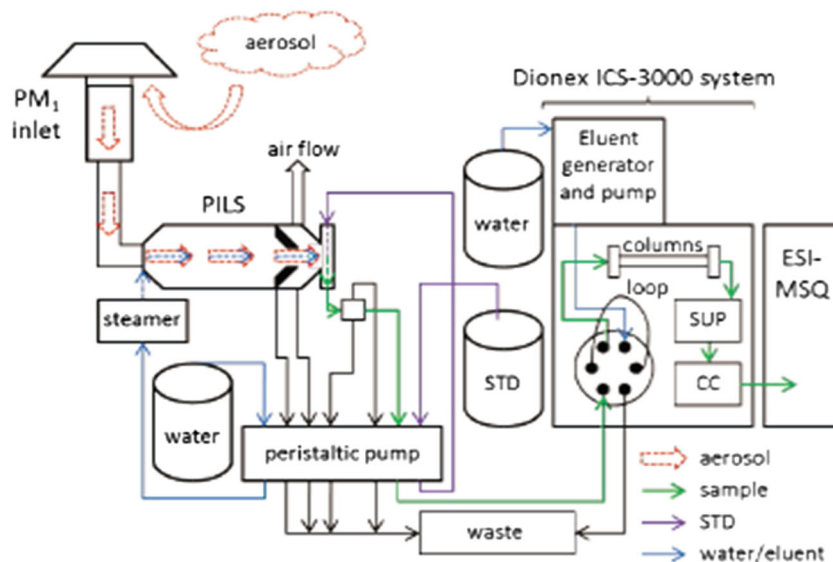 aerosol
Dionex ICS-3000 system
PM₁
inlet
Eluent
generator
and pump
air flow
water
PILS
columns
ESI-
MSQ
loop
steamer
SUP
STD
CC
water
peristaltic pump
aerosol
sample
waste
STD
water/eluent